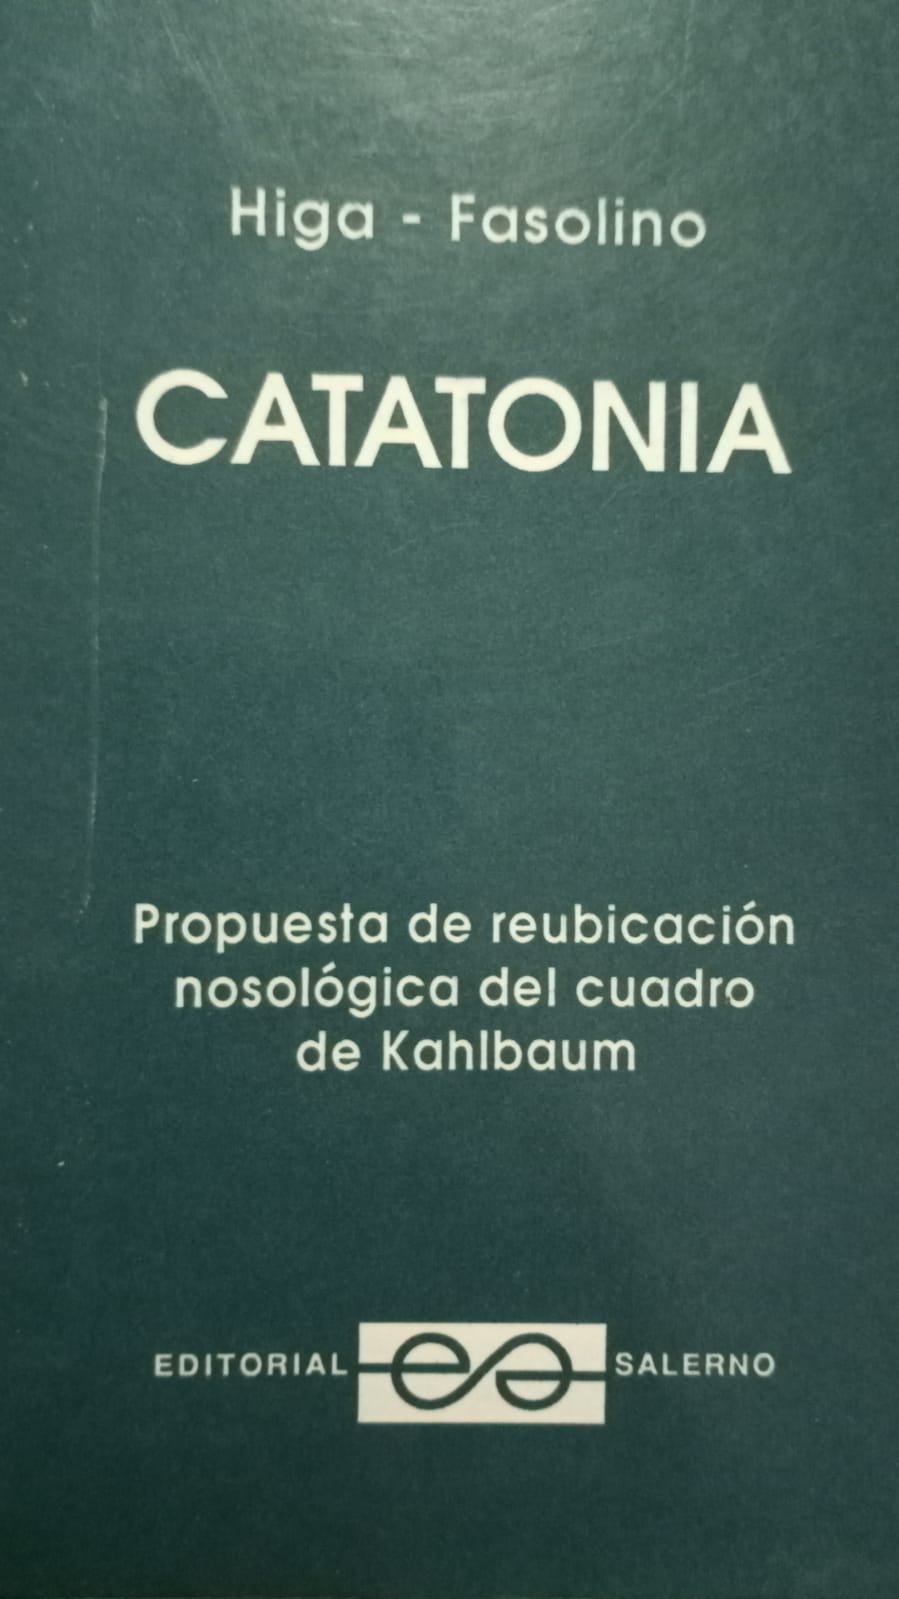 Higa - Fasolino
CATATONIA
Propuesta de reubicación
nosológica del cuadro
de Kahlbaum
EDITORIAL SALERNO